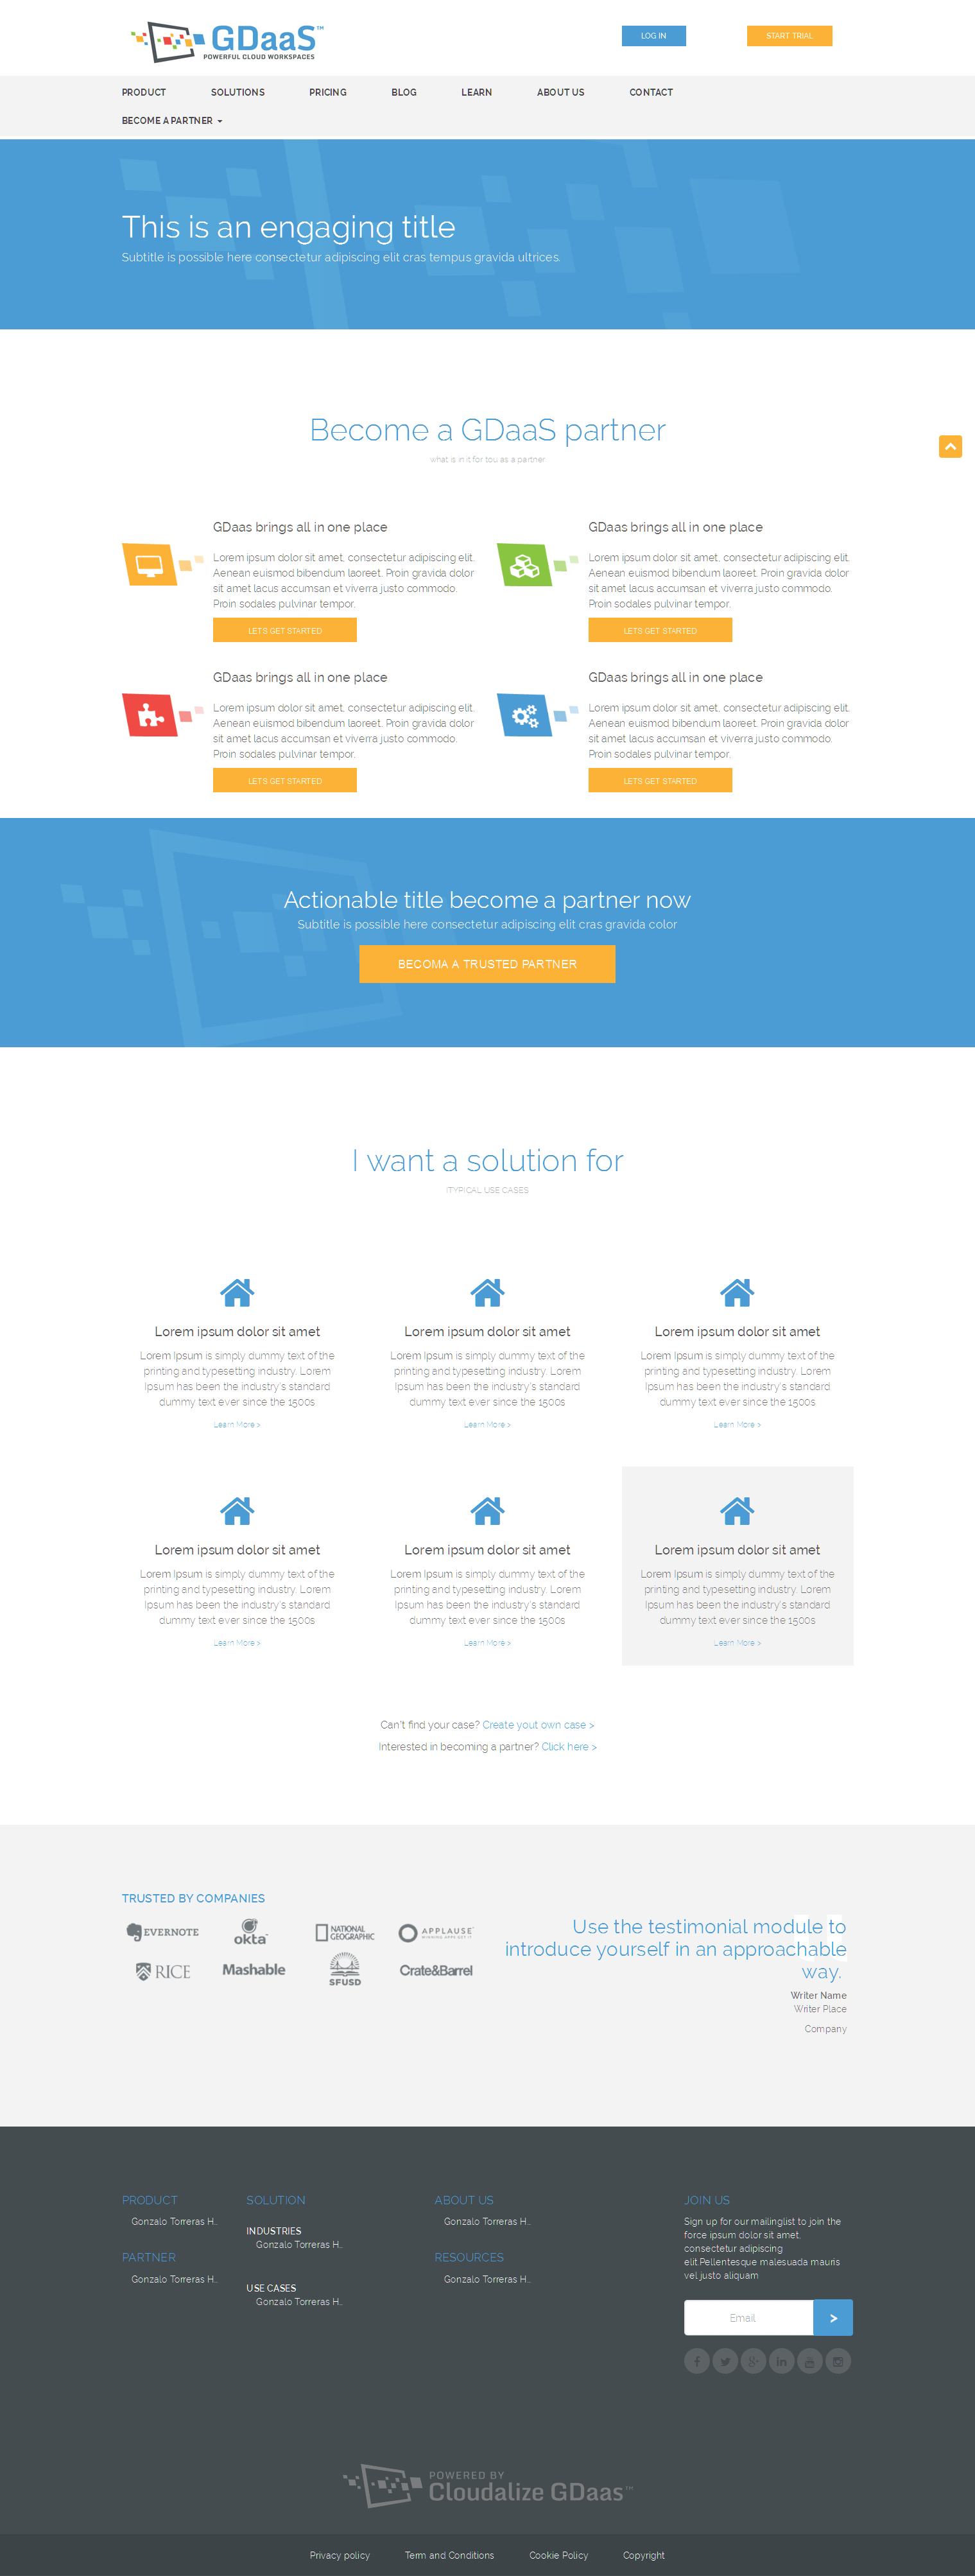 GDaaS™
POWERFUL CLOUD WORKSPACES
LOG IN
START TRIAL
PRODUCT
SOLUTIONS
PRICING
BLOG
LEARN
ABOUT US
CONTACT
BECOME A PARTNER
This is an engaging title
Subtitle is possible here consectetur adipiscing elit cras tempus gravida ultrices.
Become a GDaaS partner
what is in it for tou as a partner
GDaas brings all in one place
Lorem ipsum dolor sit amet, consectetur adipiscing elit.
Aenean euismod bibendum laoreet. Proin gravida dolor
sit amet lacus accumsan et viverra justo commodo.
Proin sodales pulvinar tempor.
LETS GET STARTED
GDaas brings all in one place
Lorem ipsum dolor sit amet, consectetur adipiscing elit.
Aenean euismod bibendum laoreet. Proin gravida dolor
sit amet lacus accumsan et viverra justo commodo.
Proin sodales pulvinar tempor.
LETS GET STARTED
GDaas brings all in one place
Lorem ipsum dolor sit amet, consectetur adipiscing elit.
Aenean euismod bibendum laoreet. Proin gravida dolor
sit amet lacus accumsan et viverra justo commodo.
Proin sodales pulvinar tempor.
LETS GET STARTED
GDaas brings all in one place
Lorem ipsum dolor sit amet, consectetur adipiscing elit.
Aenean euismod bibendum laoreet. Proin gravida dolor
sit amet lacus accumsan et viverra justo commodo.
Proin sodales pulvinar tempor.
LETS GET STARTED
Actionable title become a partner now
Subtitle is possible here consectetur adipiscing elit cras gravida color
BECOMA A TRUSTED PARTNER
I want a solution for
ITYPICAL USE CASES
Lorem ipsum dolor sit amet
Lorem Ipsum is simply dummy text of the
printing and typesetting industry. Lorem
Ipsum has been the industry's standard
dummy text ever since the 1500s
Learn More >
Lorem ipsum dolor sit amet
Lorem Ipsum is simply dummy text of the
printing and typesetting industry. Lorem
Ipsum has been the industry's standard
dummy text ever since the 1500s
Learn More >
Lorem ipsum dolor sit amet
Lorem Ipsum is simply dummy text of the
printing and typesetting industry. Lorem
Ipsum has been the industry's standard
dummy text ever since the 1500s
Learn More >
Lorem ipsum dolor sit amet
Lorem Ipsum is simply dummy text of the
printing and typesetting industry. Lorem
Ipsum has been the industry's standard
dummy text ever since the 1500s
Learn More >
Lorem ipsum dolor sit amet
Lorem Ipsum is simply dummy text of the
printing and typesetting industry. Lorem
Ipsum has been the industry's standard
dummy text ever since the 1500s
Learn More >
Lorem ipsum dolor sit amet
Lorem Ipsum is simply dummy text of the
printing and typesetting industry. Lorem
Ipsum has been the industry's standard
dummy text ever since the 1500s
Learn More >
Can't find your case? Create yout own case >
Interested in becoming a partner? Click here >
TRUSTED BY COMPANIES
EVERNOTE
okta
NATIONAL
GEOGRAPHIC
APPLAUSE
WINNING APPS GET IT
RICE
Mashable
SFUSD
Crate&Barrel
Use the testimonial module to
introduce yourself in an approachable
way.
Writer Name
Writer Place
Company
PRODUCT
Gonzalo Torreras H...
PARTNER
Gonzalo Torreras H...
SOLUTION
INDUSTRIES
Gonzalo Torreras H...
USE CASES
Gonzalo Torreras H...
ABOUT US
Gonzalo Torreras H...
RESOURCES
Gonzalo Torreras H...
JOIN US
Sign up for our mailinglist to join the
force ipsum dolor sit amet,
consectetur adipiscing
elit.Pellentesque malesuada mauris
vel justo aliquam
Email
>
POWERED BY
Cloudalize GDaas™
Privacy policy
Term and Conditions
Cookie Policy
Copyright